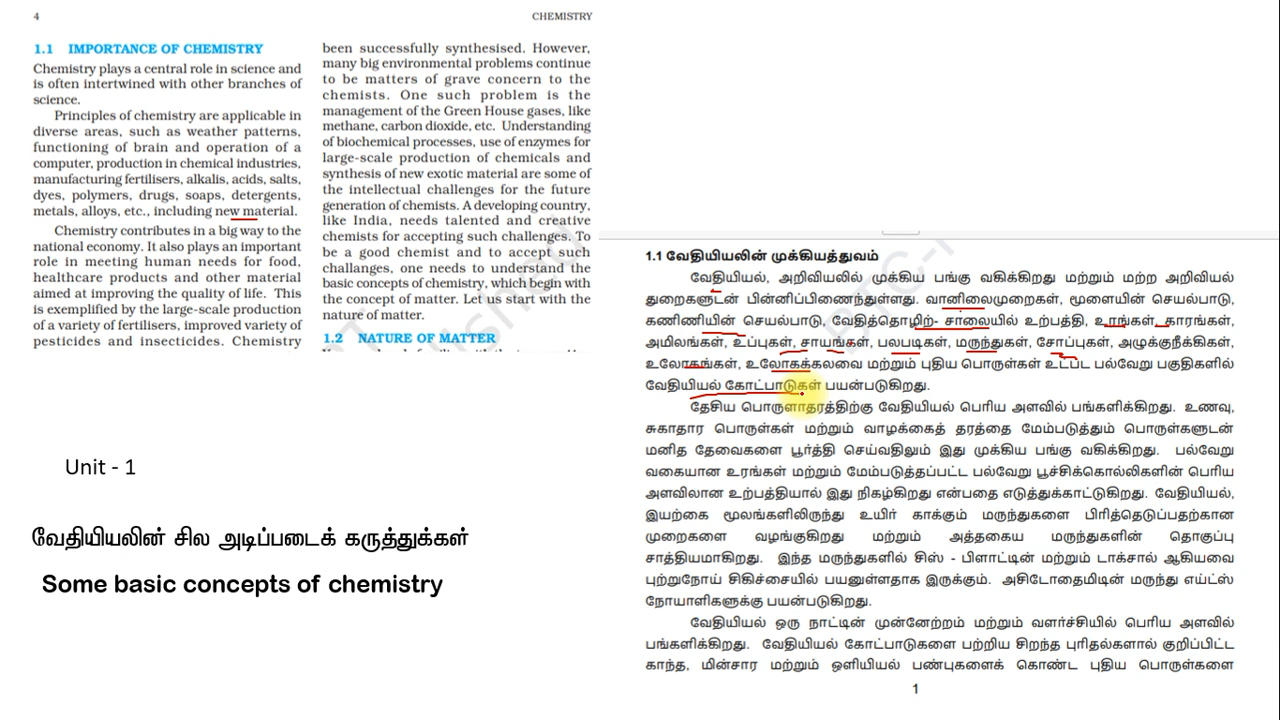 4
CHEMISTRY
1.1 IMPORTANCE OF CHEMISTRY
Chemistry plays a central role in science and
is often intertwined with other branches of
science.
Principles of chemistry are applicable in
diverse areas, such as weather patterns,
functioning of brain and operation of a
computer, production in chemical industries,
manufacturing fertilisers, alkalis, acids, salts,
dyes, polymers, drugs, soaps, detergents,
metals, alloys, etc., including new material.
Chemistry contributes in a big way to the
national economy. It also plays an important
role in meeting human needs for food,
healthcare products and other material
aimed at improving the quality of life. This
is exemplified by the large-scale production
of a variety of fertilisers, improved variety of
pesticides and insecticides. Chemistry
been successfully synthesised. However,
many big environmental problems continue
to be matters of grave concern to the
chemists. One such problem is the
management of the Green House gases, like
methane, carbon dioxide, etc. Understanding
of biochemical processes, use of enzymes for
large-scale production of chemicals and
synthesis of new exotic material are some of
the intellectual challenges for the future
generation of chemists. A developing country,
like India, needs talented and creative
chemists for accepting such challenges. To
be a good chemist and to accept such
challanges, one needs to understand the
basic concepts of chemistry, which begin with
the concept of matter. Let us start with the
nature of matter.
1.2 NATURE OF MATTER
Unit - 1
வேதியியலின் சில அடிப்படைக் கருத்துக்கள்
Some basic concepts of chemistry
1.1 வேதியியலின் முக்கியத்துவம்
வேதியியல், அறிவியலில் முக்கிய பங்கு வகிக்கிறது மற்றும் மற்ற அறிவியல்
துறைகளுடன் பின்னிப்பிணைந்துள்ளது. வானிலைமுறைகள், மூளையின் செயல்பாடு,
கணிணியின் செயல்பாடு, வேதித்தொழிற்- சாலையில் உற்பத்தி, உரங்கள், காரங்கள்,
அமிலங்கள், உப்புகள், சாயங்கள், பலபடிகள், மருந்துகள், சோப்புகள், அழுக்குநீக்கிகள்,
உலோகங்கள், உலோகக்கலவை மற்றும் புதிய பொருள்கள் உட்பட பல்வேறு பகுதிகளில்
வேதியியல் கோட்பாடுகள் பயன்படுகிறது.
தேசிய பொருளாதரத்திற்கு வேதியியல் பெரிய அளவில் பங்களிக்கிறது. உணவு,
சுகாதார பொருள்கள் மற்றும் வாழக்கைத் தரத்தை மேம்படுத்தும் பொருள்களுடன்
மனித தேவைகளை பூர்த்தி செய்வதிலும் இது முக்கிய பங்கு வகிக்கிறது. பல்வேறு
வகையான உரங்கள் மற்றும் மேம்படுத்தப்பட்ட பல்வேறு பூச்சிக்கொல்லிகளின் பெரிய
அளவிலான உற்பத்தியால் இது நிகழ்கிறது என்பதை எடுத்துக்காட்டுகிறது. வேதியியல்,
இயற்கை மூலங்களிலிருந்து உயிர் காக்கும் மருந்துகளை பிரித்தெடுப்பதற்கான
முறைகளை வழங்குகிறது மற்றும் அத்தகைய மருந்துகளின் தொகுப்பு
சாத்தியமாகிறது. இந்த மருந்துகளில் சிஸ் - பிளாட்டின் மற்றும் டாக்சால் ஆகியவை
புற்றுநோய் சிகிச்சையில் பயனுள்ளதாக இருக்கும். அசிடோதைமிடின் மருந்து எய்ட்ஸ்
நோயாளிகளுக்கு பயன்படுகிறது.
வேதியியல் ஒரு நாட்டின் முன்னேற்றம் மற்றும் வளர்ச்சியில் பெரிய அளவில்
பங்களிக்கிறது. வேதியியல் கோட்பாடுகளை பற்றிய சிறந்த புரிதல்களால் குறிப்பிட்ட
காந்த, மின்சார மற்றும் ஒளியியல் பண்புகளைக் கொண்ட புதிய பொருள்களை
1